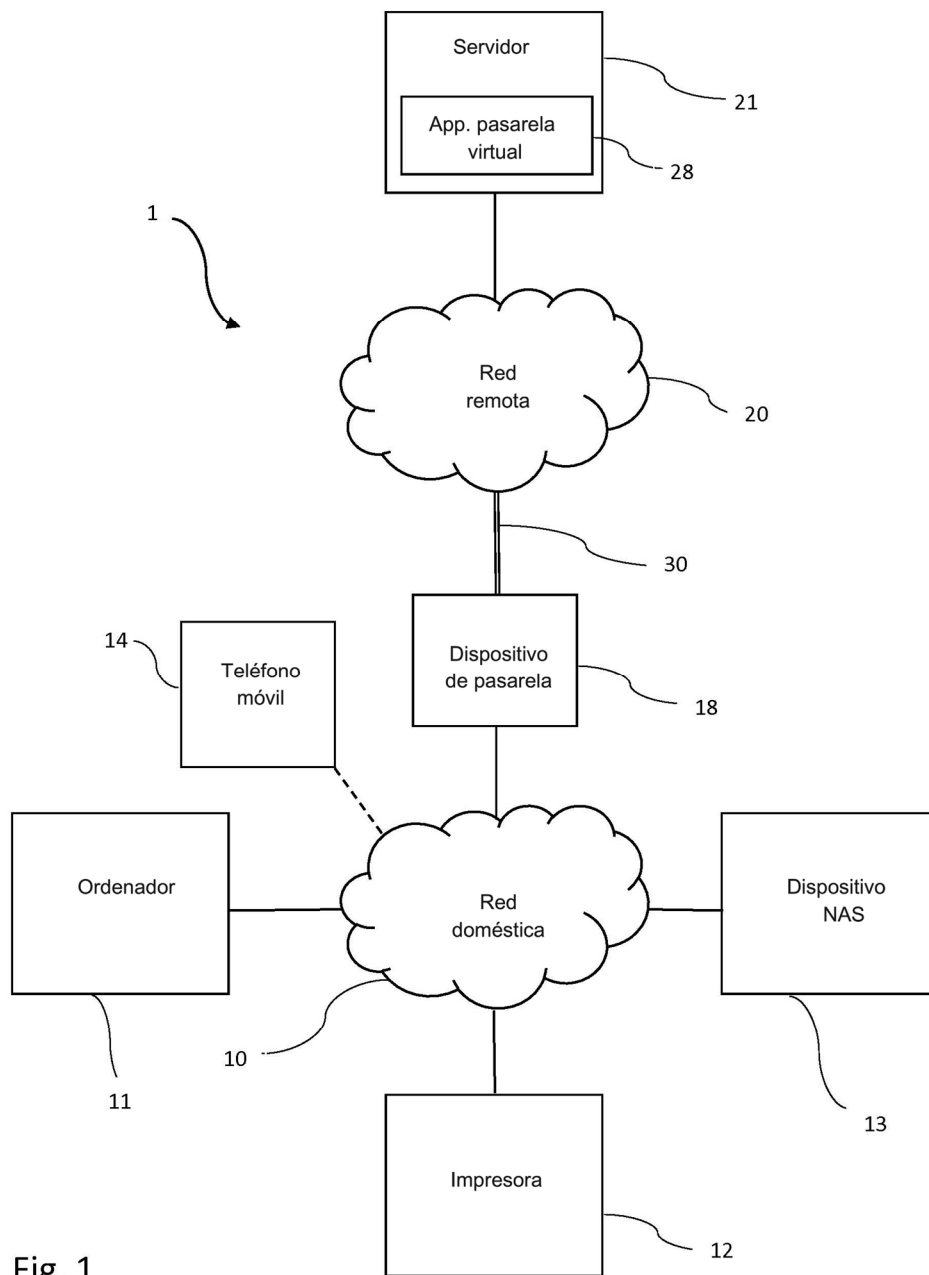 Servidor
21
App. pasarela
virtual
28
1
Red
remota
20
30
14
Teléfono
móvil
Dispositivo
de pasarela
18
Ordenador
Red
doméstica
Dispositivo
NAS
10
11
13
Impresora
12
Fig. 1